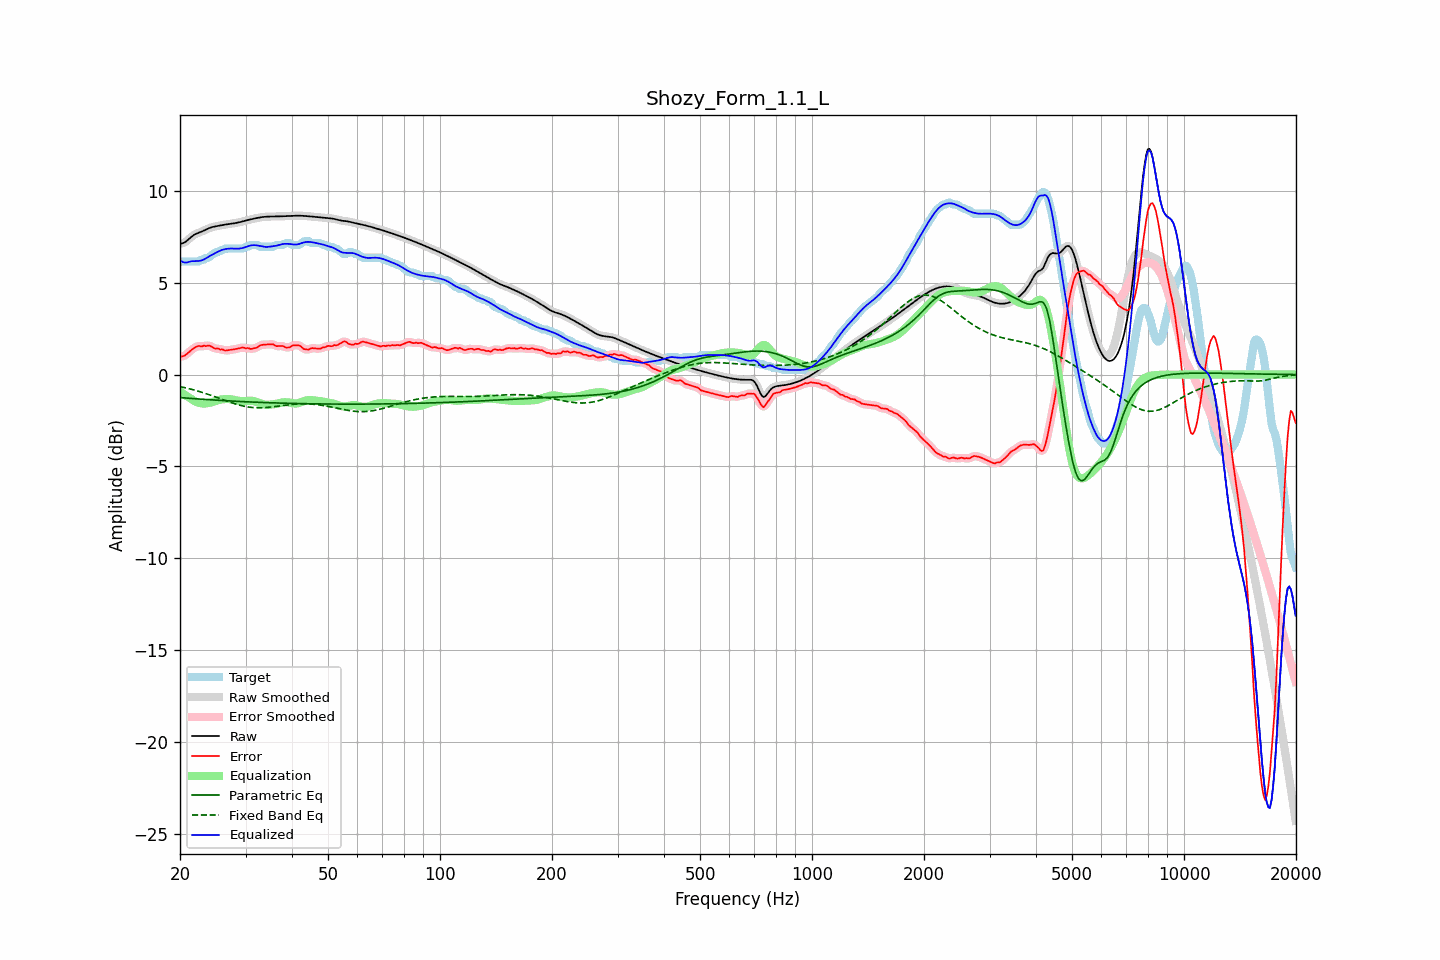 Shozy_Form_1.1_L
Amplitude (dBr)
10
5
0
−5
−10
−15
−20
−25
Target
Raw Smoothed
Error Smoothed
Raw
Error
Equalization
Parametric Eq
Fixed Band Eq
Equalized
20 50 100 200 500 1000 2000 5000 10000 20000
Frequency (Hz)